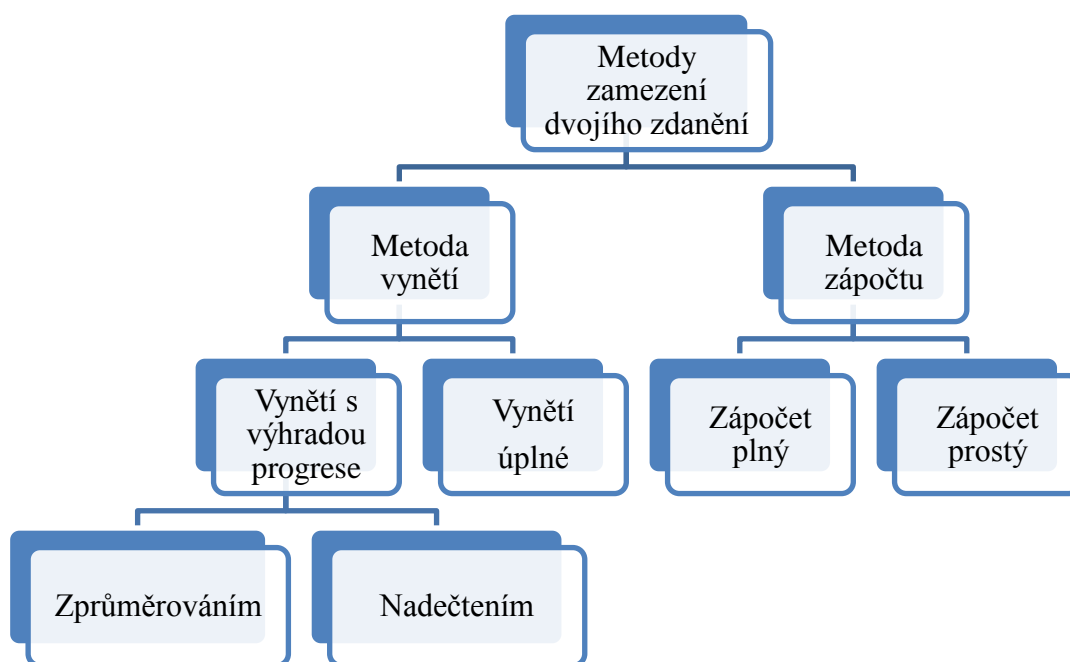 Metody
zamezení
dvojího zdanění
Metoda
vynětí
Metoda
zápočtu
Vynětí s
výhradou
progrese
Vynětí
úplné
Zápočet
plný
Zápočet
prostý
Zprůměrováním
Nadečtením